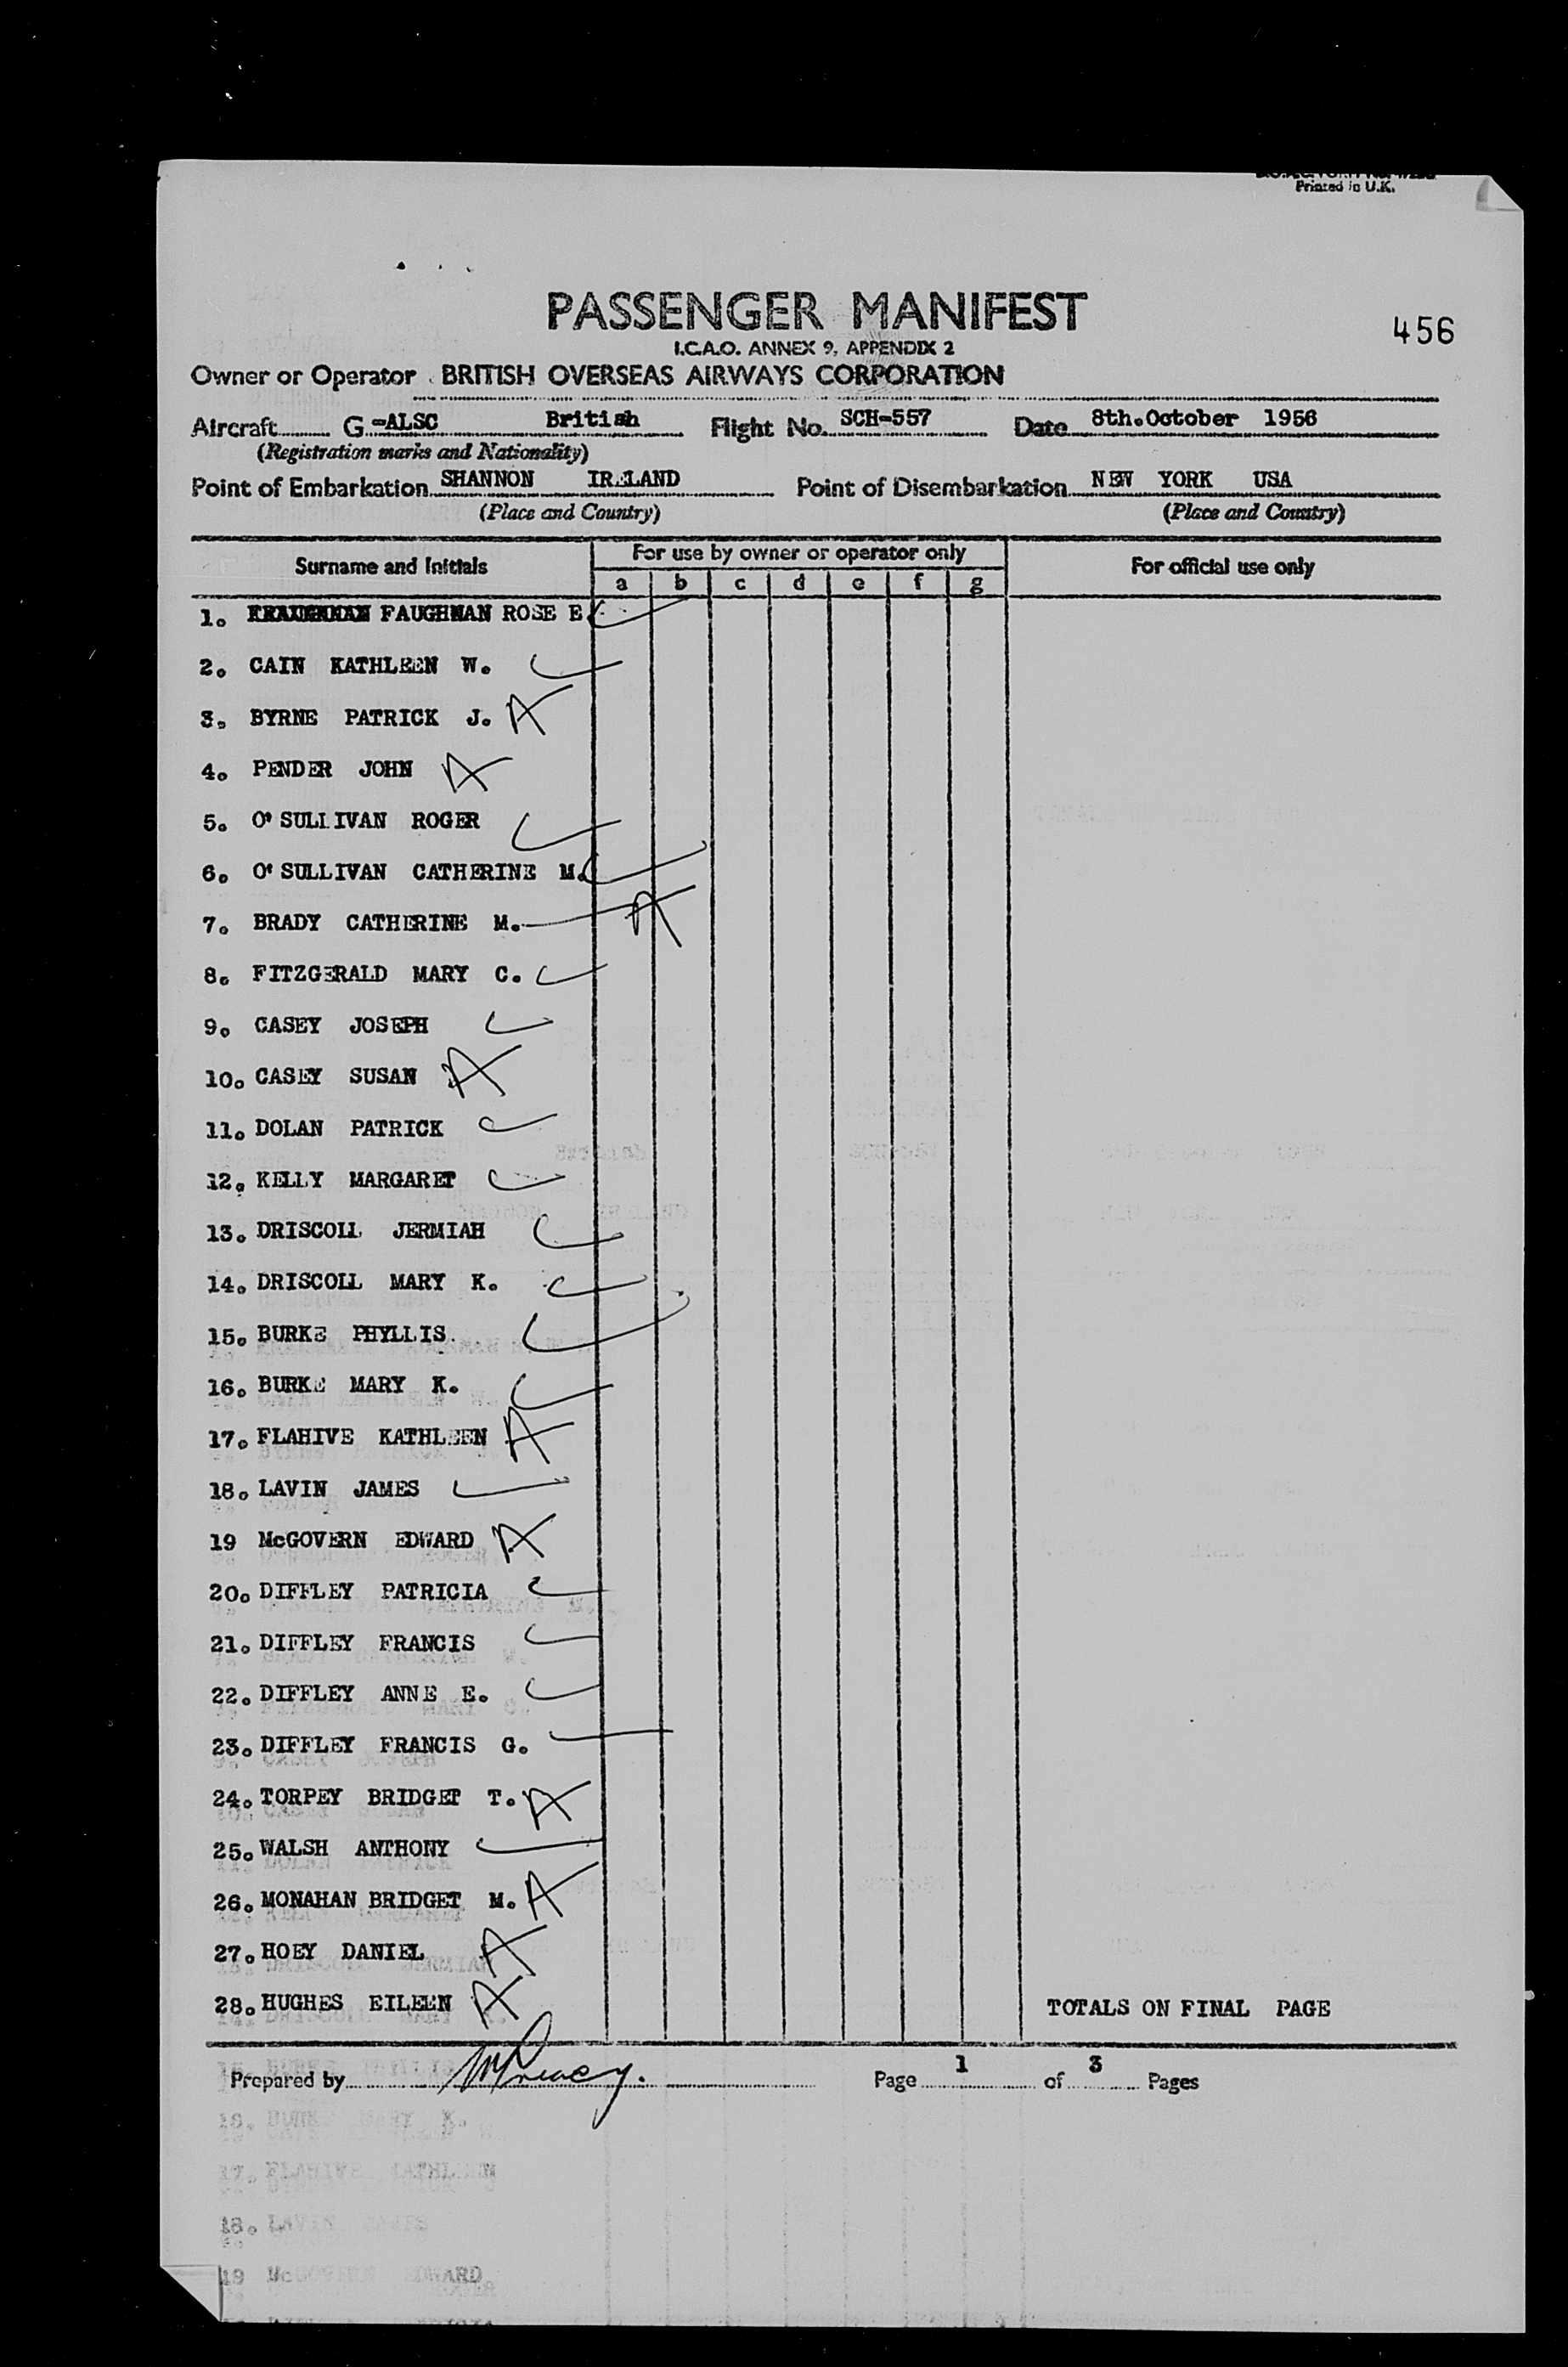 Printed in U.K.
PASSENGER MANIFEST
456
I.C.A.O. ANNEX 9, APPENDIX 2
Owner or Operator BRITISH OVERSEAS AIRWAYS CORPORATION
Aircraft G-ALSC British Flight No. SCH-557 Date 8th.October 1956
(Registration marks and Nationality)
Point of Embarkation SHANNON IRELAND Point of Disembarkation NEW YORK USA
(Place and Country) (Place and Country)
Surname and Initials For use by owner or operator only For official use only
a b c d e f g
1. FAUGHNAN ROSE E.
2. CAIN KATHLEEN W.
3. BYRNE PATRICK J. A
4. PENDER JOHN A
5. O'SULLIVAN ROGER
6. O'SULLIVAN CATHERINE M.
7. BRADY CATHERINE M. A
8. FITZGERALD MARY C.
9. CASEY JOSEPH
10. CASEY SUSAN A
11. DOLAN PATRICK
12. KELLY MARGARET
13. DRISCOLL JERMIAH
14. DRISCOLL MARY K.
15. BURKE PHYLLIS.
16. BURKE MARY K.
17. FLAHIVE KATHLEEN A
18. LAVIN JAMES
19 McGOVERN EDWARD A
20. DIFFLEY PATRICIA
21. DIFFLEY FRANCIS
22. DIFFLEY ANNE E.
23. DIFFLEY FRANCIS G.
24. TORPEY BRIDGET T. A
25. WALSH ANTHONY
26. MONAHAN BRIDGET M. A
27. HOEY DANIEL A
28. HUGHES EILEEN A
TOTALS ON FINAL PAGE
Prepared by Page 1 of 3 Pages